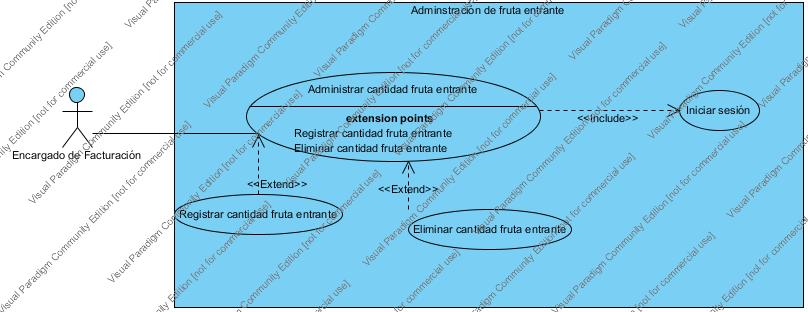 Adminstración de fruta entrante
Administrar cantidad fruta entrante
extension points
Registrar cantidad fruta entrante
Eliminar cantidad fruta entrante
Iniciar sesión
<<Include>>
Encargado de Facturación
<<Extend>>
<<Extend>>
Registrar cantidad fruta entrante
Eliminar cantidad fruta entrante
Visual Paradigm Community Edition [not for commercial use]